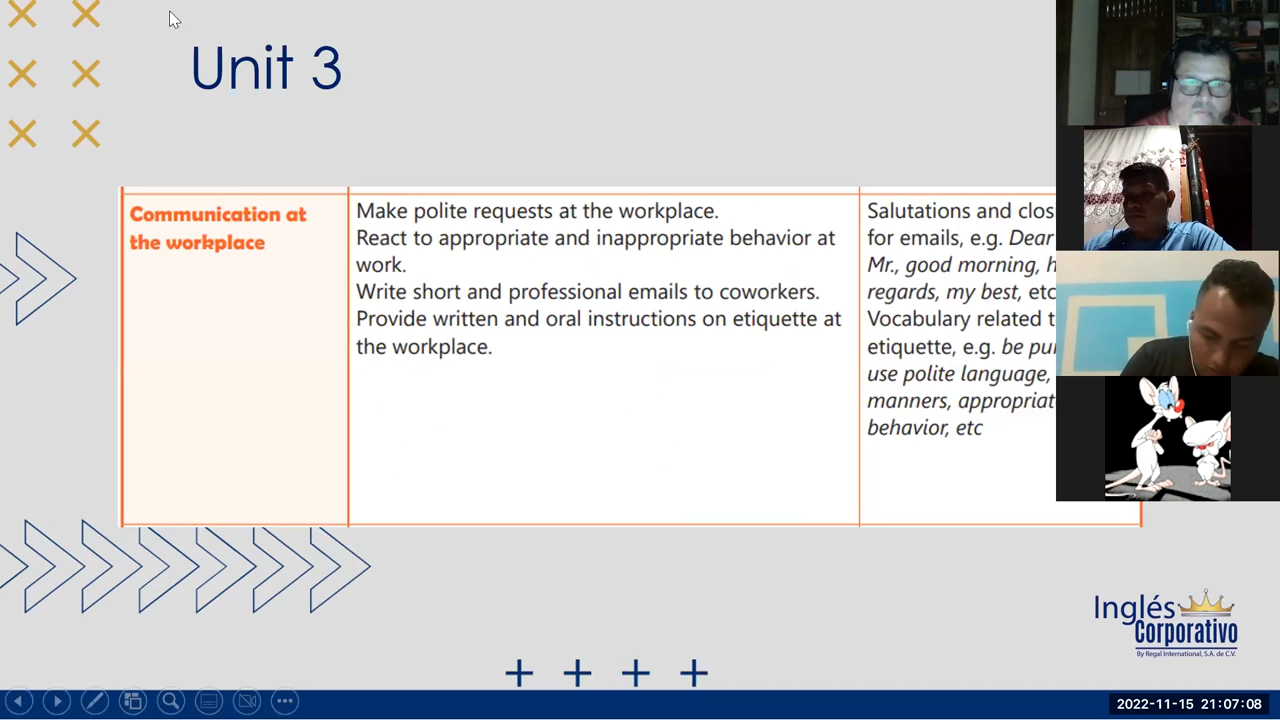 Unit 3
Communication at
the workplace
Make polite requests at the workplace.
React to appropriate and inappropriate behavior at
work.
Write short and professional emails to coworkers.
Provide written and oral instructions on etiquette at
the workplace.
Salutations and clos
for emails, e.g. Dear
Mr., good morning, h
regards, my best, etc
Vocabulary related t
etiquette, e.g. be pu
use polite language,
manners, appropriat
behavior, etc
Inglés
Corporativo
By Regal International, S.A. de C.V.
2022-11-15 21:07:08